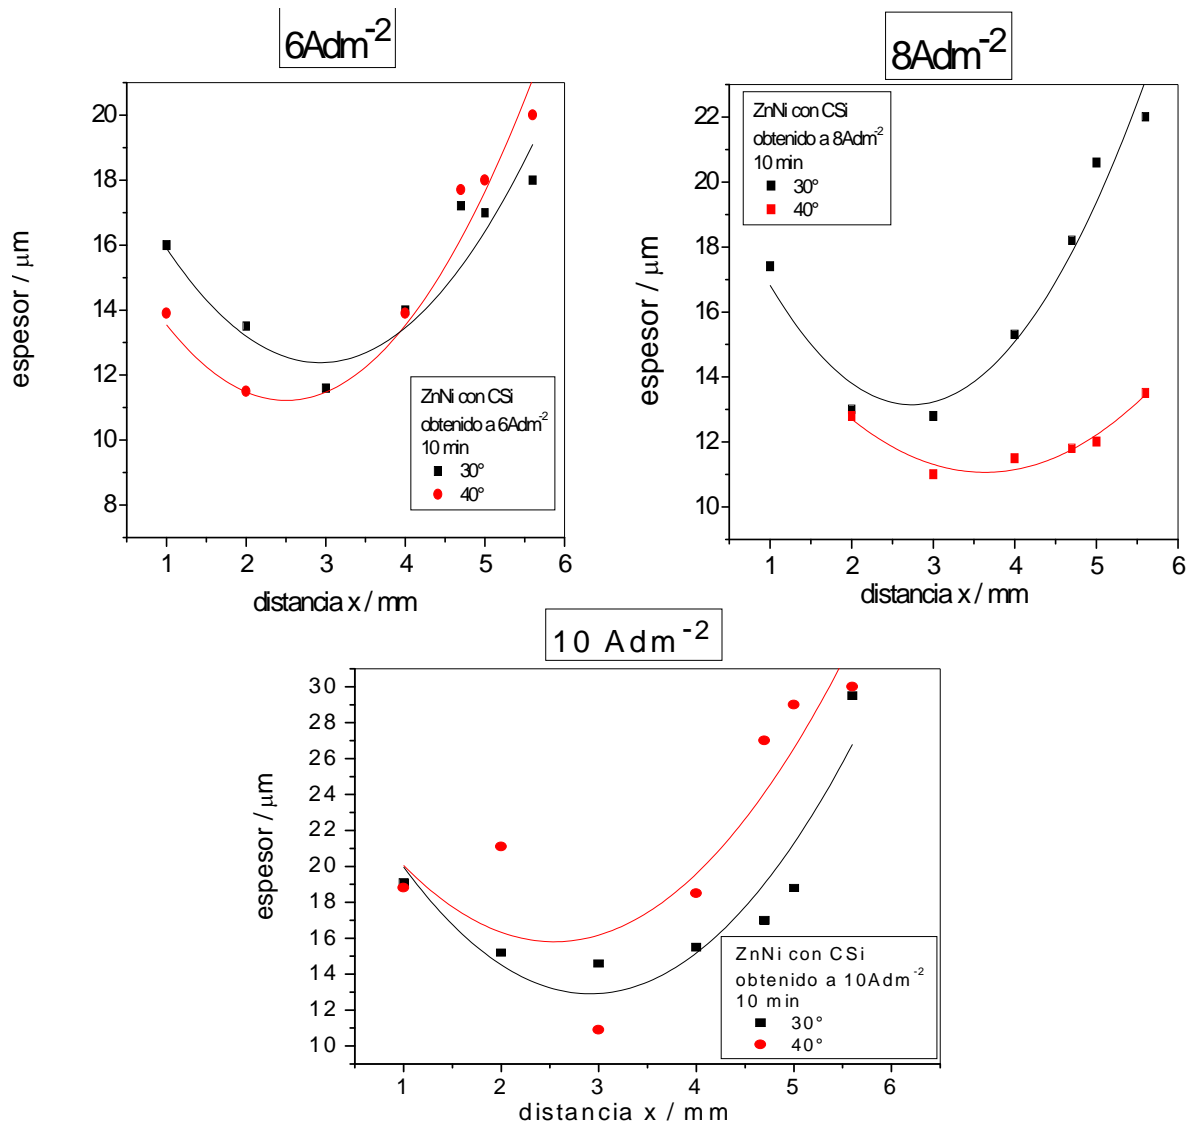 6Adm-2
20
18
16
14
12
10
8
espesor / μm
1 2 3 4 5 6
distancia x / mm
ZnNi con CSi
obtenido a 6Adm-2
10 min
30°
40°
8Adm-2
22
20
18
16
14
12
10
espesor / μm
1 2 3 4 5 6
distancia x / mm
ZnNi con CSi
obtenido a 8Adm-2
10 min
30°
40°
10 Adm-2
30
28
26
24
22
20
18
16
14
12
10
espesor / μm
1 2 3 4 5 6
distancia x / mm
ZnNi con CSi
obtenido a 10Adm-2
10 min
30°
40°